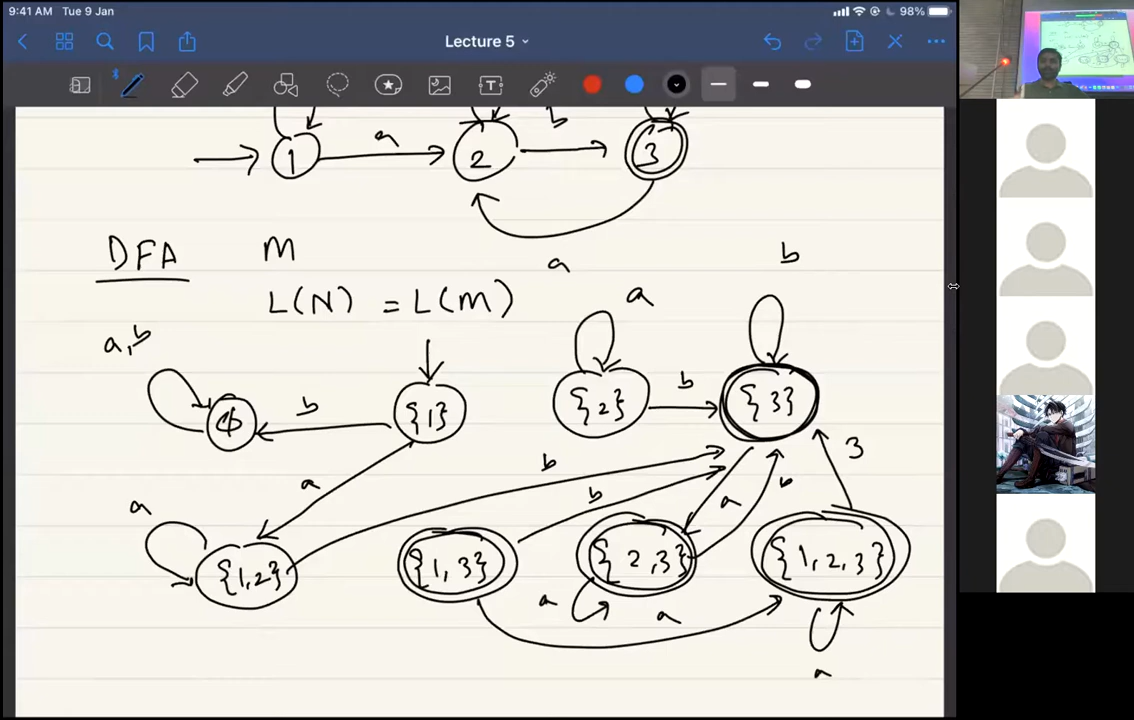 9:41 AM Tue 9 Jan 98%
Lecture 5
T
1 a 2 b 3
a
DFA M
b
L(N) = L(M)
a
a,b
ϕ b {1} {2} b {3}
a b b a b 3
a
{1,2} {1,3} {2,3} {1,2,3}
a a
a